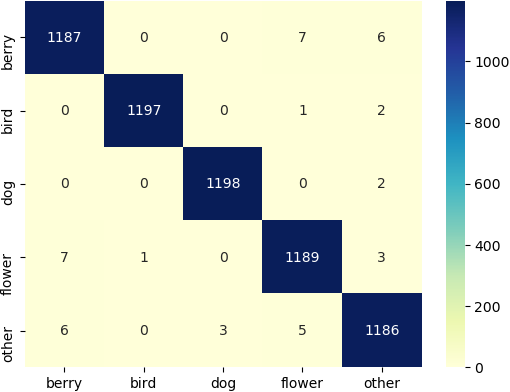 berry 1187 0 0 7 6
bird 0 1197 0 1 2
dog 0 0 1198 0 2
flower 7 1 0 1189 3
other 6 0 3 5 1186
berry bird dog flower other
1000
800
600
400
200
0